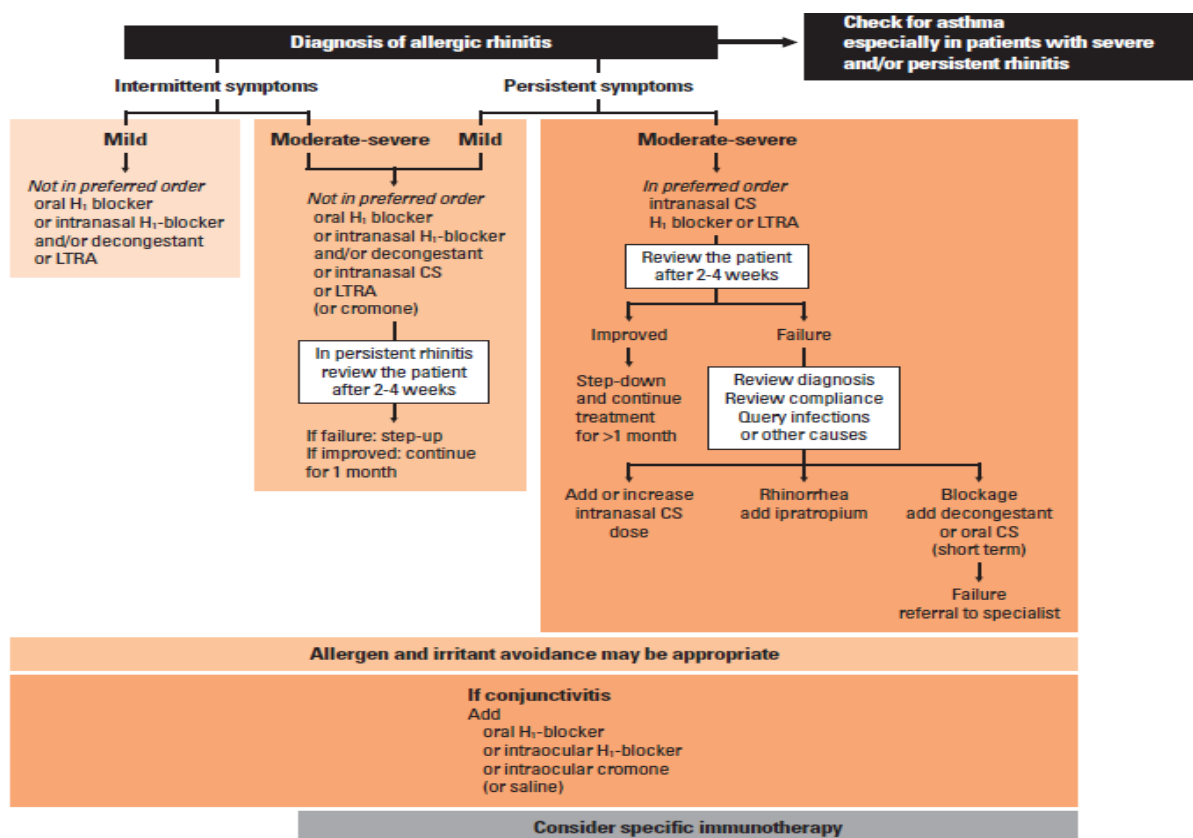 Diagnosis of allergic rhinitis
Check for asthma
especially in patients with severe
and/or persistent rhinitis
Intermittent symptoms
Persistent symptoms
Mild
Not in preferred order
oral H₁ blocker
or intranasal H₁-blocker
and/or decongestant
or LTRA
Moderate-severe
Mild
Not in preferred order
oral H₁ blocker
or intranasal H₁-blocker
and/or decongestant
or intranasal CS
or LTRA
(or cromone)
In persistent rhinitis
review the patient
after 2-4 weeks
If failure: step-up
If improved: continue
for 1 month
Moderate-severe
In preferred order
intranasal CS
H₁ blocker or LTRA
Review the patient
after 2-4 weeks
Improved
Step-down
and continue
treatment
for >1 month
Failure
Review diagnosis
Review compliance
Query infections
or other causes
Add or increase
intranasal CS
dose
Rhinorrhea
add ipratropium
Blockage
add decongestant
or oral CS
(short term)
Failure
referral to specialist
Allergen and irritant avoidance may be appropriate
If conjunctivitis
Add
oral H₁-blocker
or intraocular H₁-blocker
or intraocular cromone
(or saline)
Consider specific immunotherapy